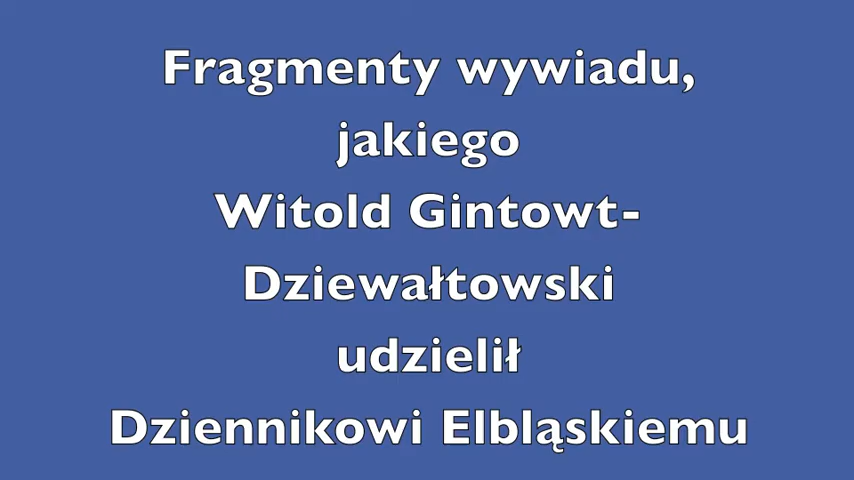 Fragmenty wywiadu,
jakiego
Witold Gintowt-
Dziewałtowski
udzielił
Dziennikowi Elbląskiemu